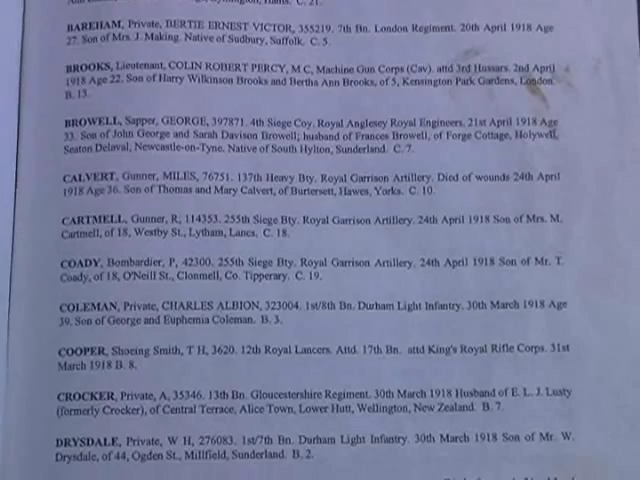 C. 21.
BAREHAM, Private, BERTIE ERNEST VICTOR, 355219. 7th Bn. London Regiment. 20th April 1918 Age
27. Son of Mrs. J. Making. Native of Sudbury, Suffolk. C. 5.
BROOKS, Lieutenant, COLIN ROBERT PERCY, M C, Machine Gun Corps (Cav). attd 3rd Hussars. 2nd April
1918 Age 22. Son of Harry Wilkinson Brooks and Bertha Ann Brooks, of 5, Kensington Park Gardens, London.
B. 13.
BROWELL, Sapper, GEORGE, 397871. 4th Siege Coy. Royal Anglesey Royal Engineers. 21st April 1918 Age
33. Son of John George and Sarah Davison Browell; husband of Frances Browell, of Forge Cottage, Holywell,
Seaton Delaval, Newcastle-on-Tyne. Native of South Hylton, Sunderland. C. 7.
CALVERT, Gunner, MILES, 76751. 137th Heavy Bty. Royal Garrison Artillery. Died of wounds 24th April
1918 Age 36. Son of Thomas and Mary Calvert, of Burtersett, Hawes, Yorks. C. 10.
CARTMELL, Gunner, R, 114353. 255th Siege Bty. Royal Garrison Artillery. 24th April 1918 Son of Mrs. M.
Cartmell, of 18, Westby St., Lytham, Lancs. C. 18.
COADY, Bombardier, P, 42300. 255th Siege Bty. Royal Garrison Artillery. 24th April 1918 Son of Mr. T.
Coady, of 18, O'Neill St., Clonmell, Co. Tipperary. C. 19.
COLEMAN, Private, CHARLES ALBION, 323004. 1st/8th Bn. Durham Light Infantry. 30th March 1918 Age
39. Son of George and Euphemia Coleman. B. 3.
COOPER, Shoeing Smith, T H, 3620. 12th Royal Lancers. Attd. 17th Bn. attd King's Royal Rifle Corps. 31st
March 1918 B. 8.
CROCKER, Private, A, 35346. 13th Bn. Gloucestershire Regiment. 30th March 1918 Husband of E. L. J. Lusty
(formerly Crocker), of Central Terrace, Alice Town, Lower Hutt, Wellington, New Zealand. B. 7.
DRYSDALE, Private, W H, 276083. 1st/7th Bn. Durham Light Infantry. 30th March 1918 Son of Mr. W.
Drysdale, of 44, Ogden St., Millfield, Sunderland. B. 2.